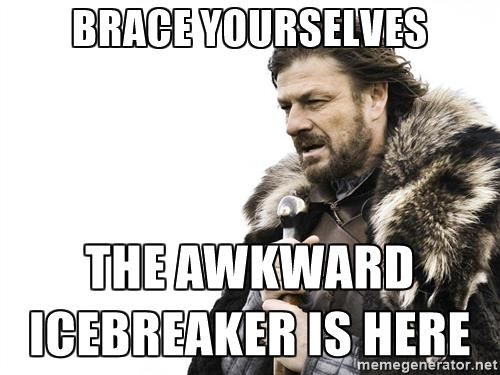 BRACE YOURSELVES
THE AWKWARD
ICEBREAKER IS HERE
memegenerator.net